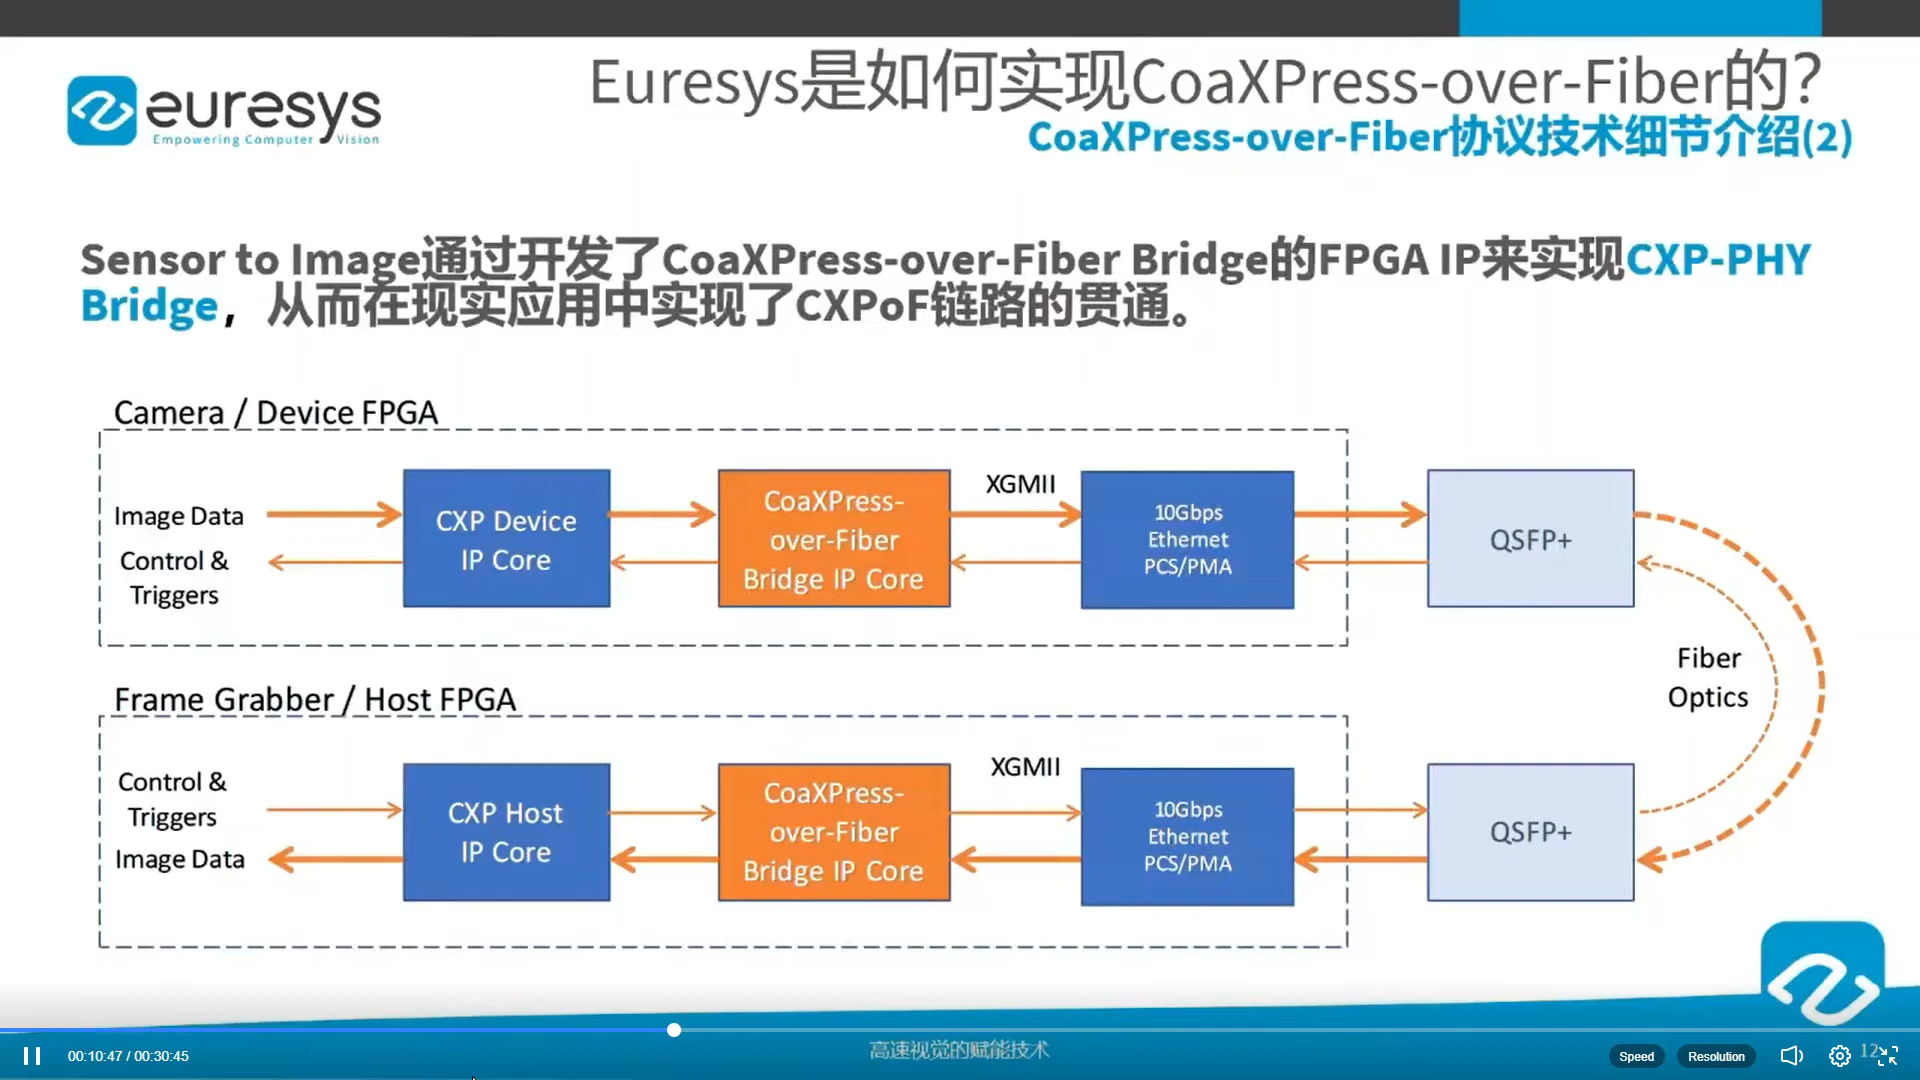 Euresys是如何实现CoaXPress-over-Fiber的？
euresys
Empowering Computer Vision
CoaXPress-over-Fiber协议技术细节介绍(2)
Sensor to Image通过开发了CoaXPress-over-Fiber Bridge的FPGA IP来实现CXP-PHY
Bridge，从而在现实应用中实现了CXPoF链路的贯通。
Camera / Device FPGA
Image Data
Control &
Triggers
CXP Device
IP Core
CoaXPress-
over-Fiber
Bridge IP Core
XGMII
10Gbps
Ethernet
PCS/PMA
QSFP+
Fiber
Optics
Frame Grabber / Host FPGA
Control &
Triggers
Image Data
CXP Host
IP Core
CoaXPress-
over-Fiber
Bridge IP Core
XGMII
10Gbps
Ethernet
PCS/PMA
QSFP+
00:10:47 / 00:30:45
高速视觉的赋能技术
Speed
Resolution
12